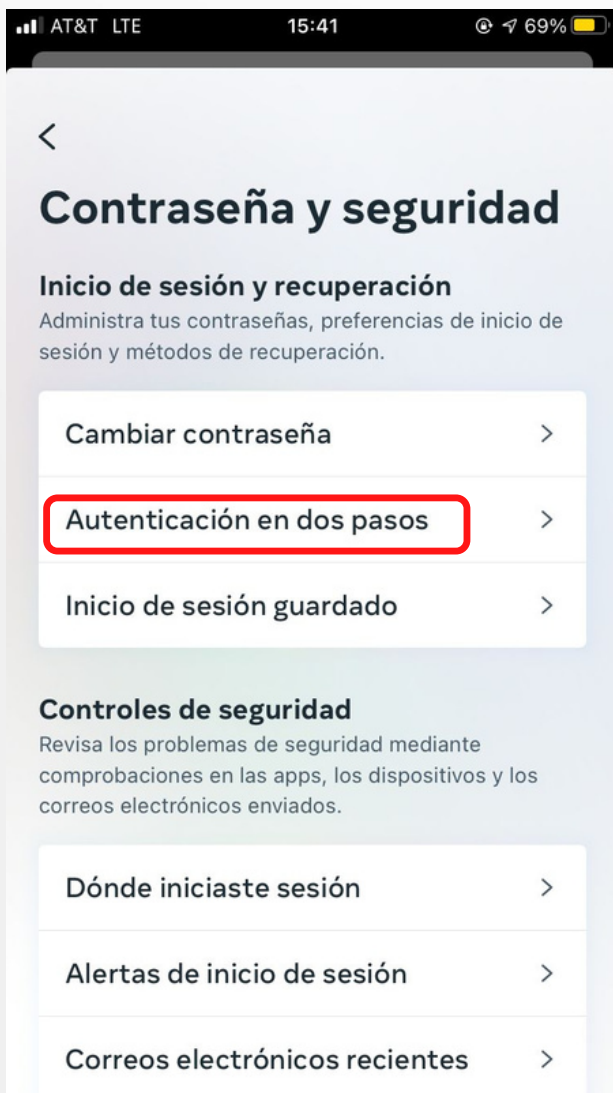 AT&T LTE 15:41 69%
Contraseña y seguridad
Inicio de sesión y recuperación
Administra tus contraseñas, preferencias de inicio de
sesión y métodos de recuperación.
Cambiar contraseña
Autenticación en dos pasos
Inicio de sesión guardado
Controles de seguridad
Revisa los problemas de seguridad mediante
comprobaciones en las apps, los dispositivos y los
correos electrónicos enviados.
Dónde iniciaste sesión
Alertas de inicio de sesión
Correos electrónicos recientes